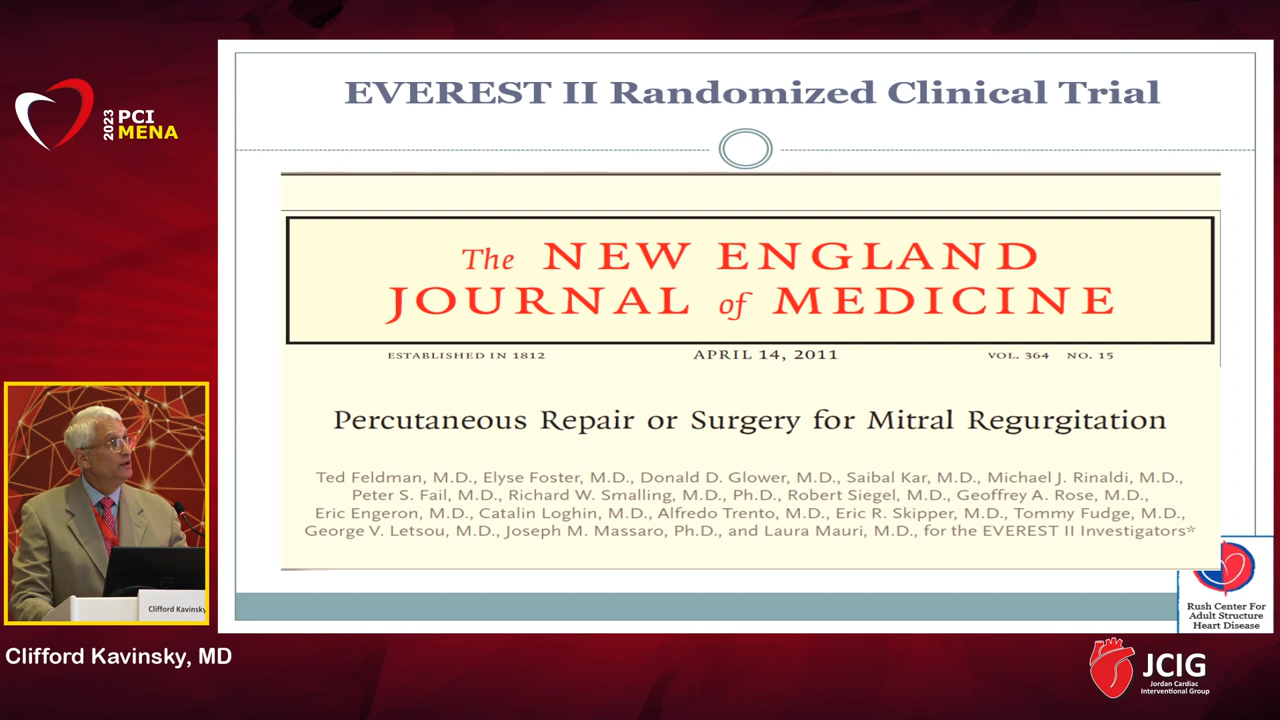 2023
PCI
MENA
EVEREST II Randomized Clinical Trial
The NEW ENGLAND
JOURNAL of MEDICINE
ESTABLISHED IN 1812
APRIL 14, 2011
VOL. 364 NO. 15
Percutaneous Repair or Surgery for Mitral Regurgitation
Ted Feldman, M.D., Elyse Foster, M.D., Donald D. Glower, M.D., Saibal Kar, M.D., Michael J. Rinaldi, M.D.,
Peter S. Fail, M.D., Richard W. Smalling, M.D., Ph.D., Robert Siegel, M.D., Geoffrey A. Rose, M.D.,
Eric Engeron, M.D., Catalin Loghin, M.D., Alfredo Trento, M.D., Eric R. Skipper, M.D., Tommy Fudge, M.D.,
George V. Letsou, M.D., Joseph M. Massaro, Ph.D., and Laura Mauri, M.D., for the EVEREST II Investigators*
Rush Center For
Adult Structure
Heart Disease
Clifford Kavinsky
Clifford Kavinsky, MD
JCIG
Jordan Cardiac
Interventional Group